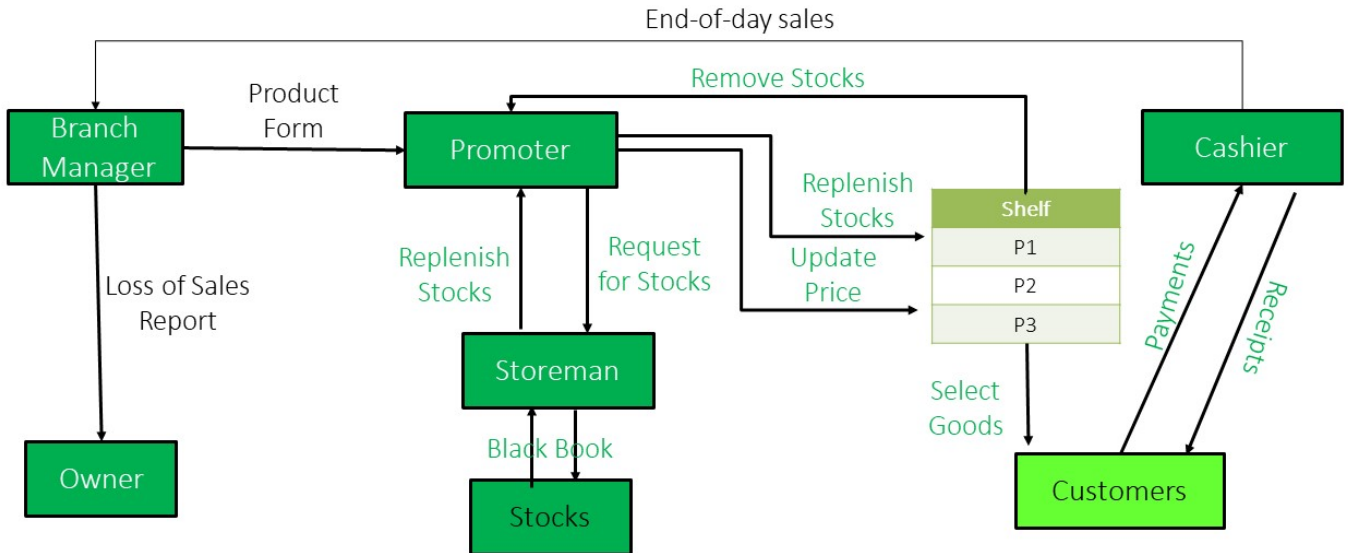 End-of-day sales
Remove Stocks
Product
Form
Branch
Manager
Promoter
Cashier
Replenish
Stocks
Shelf
P1
P2
P3
Update
Price
Replenish
Stocks
Request
for Stocks
Payments
Receipts
Loss of Sales
Report
Storeman
Select
Goods
Black Book
Owner
Stocks
Customers